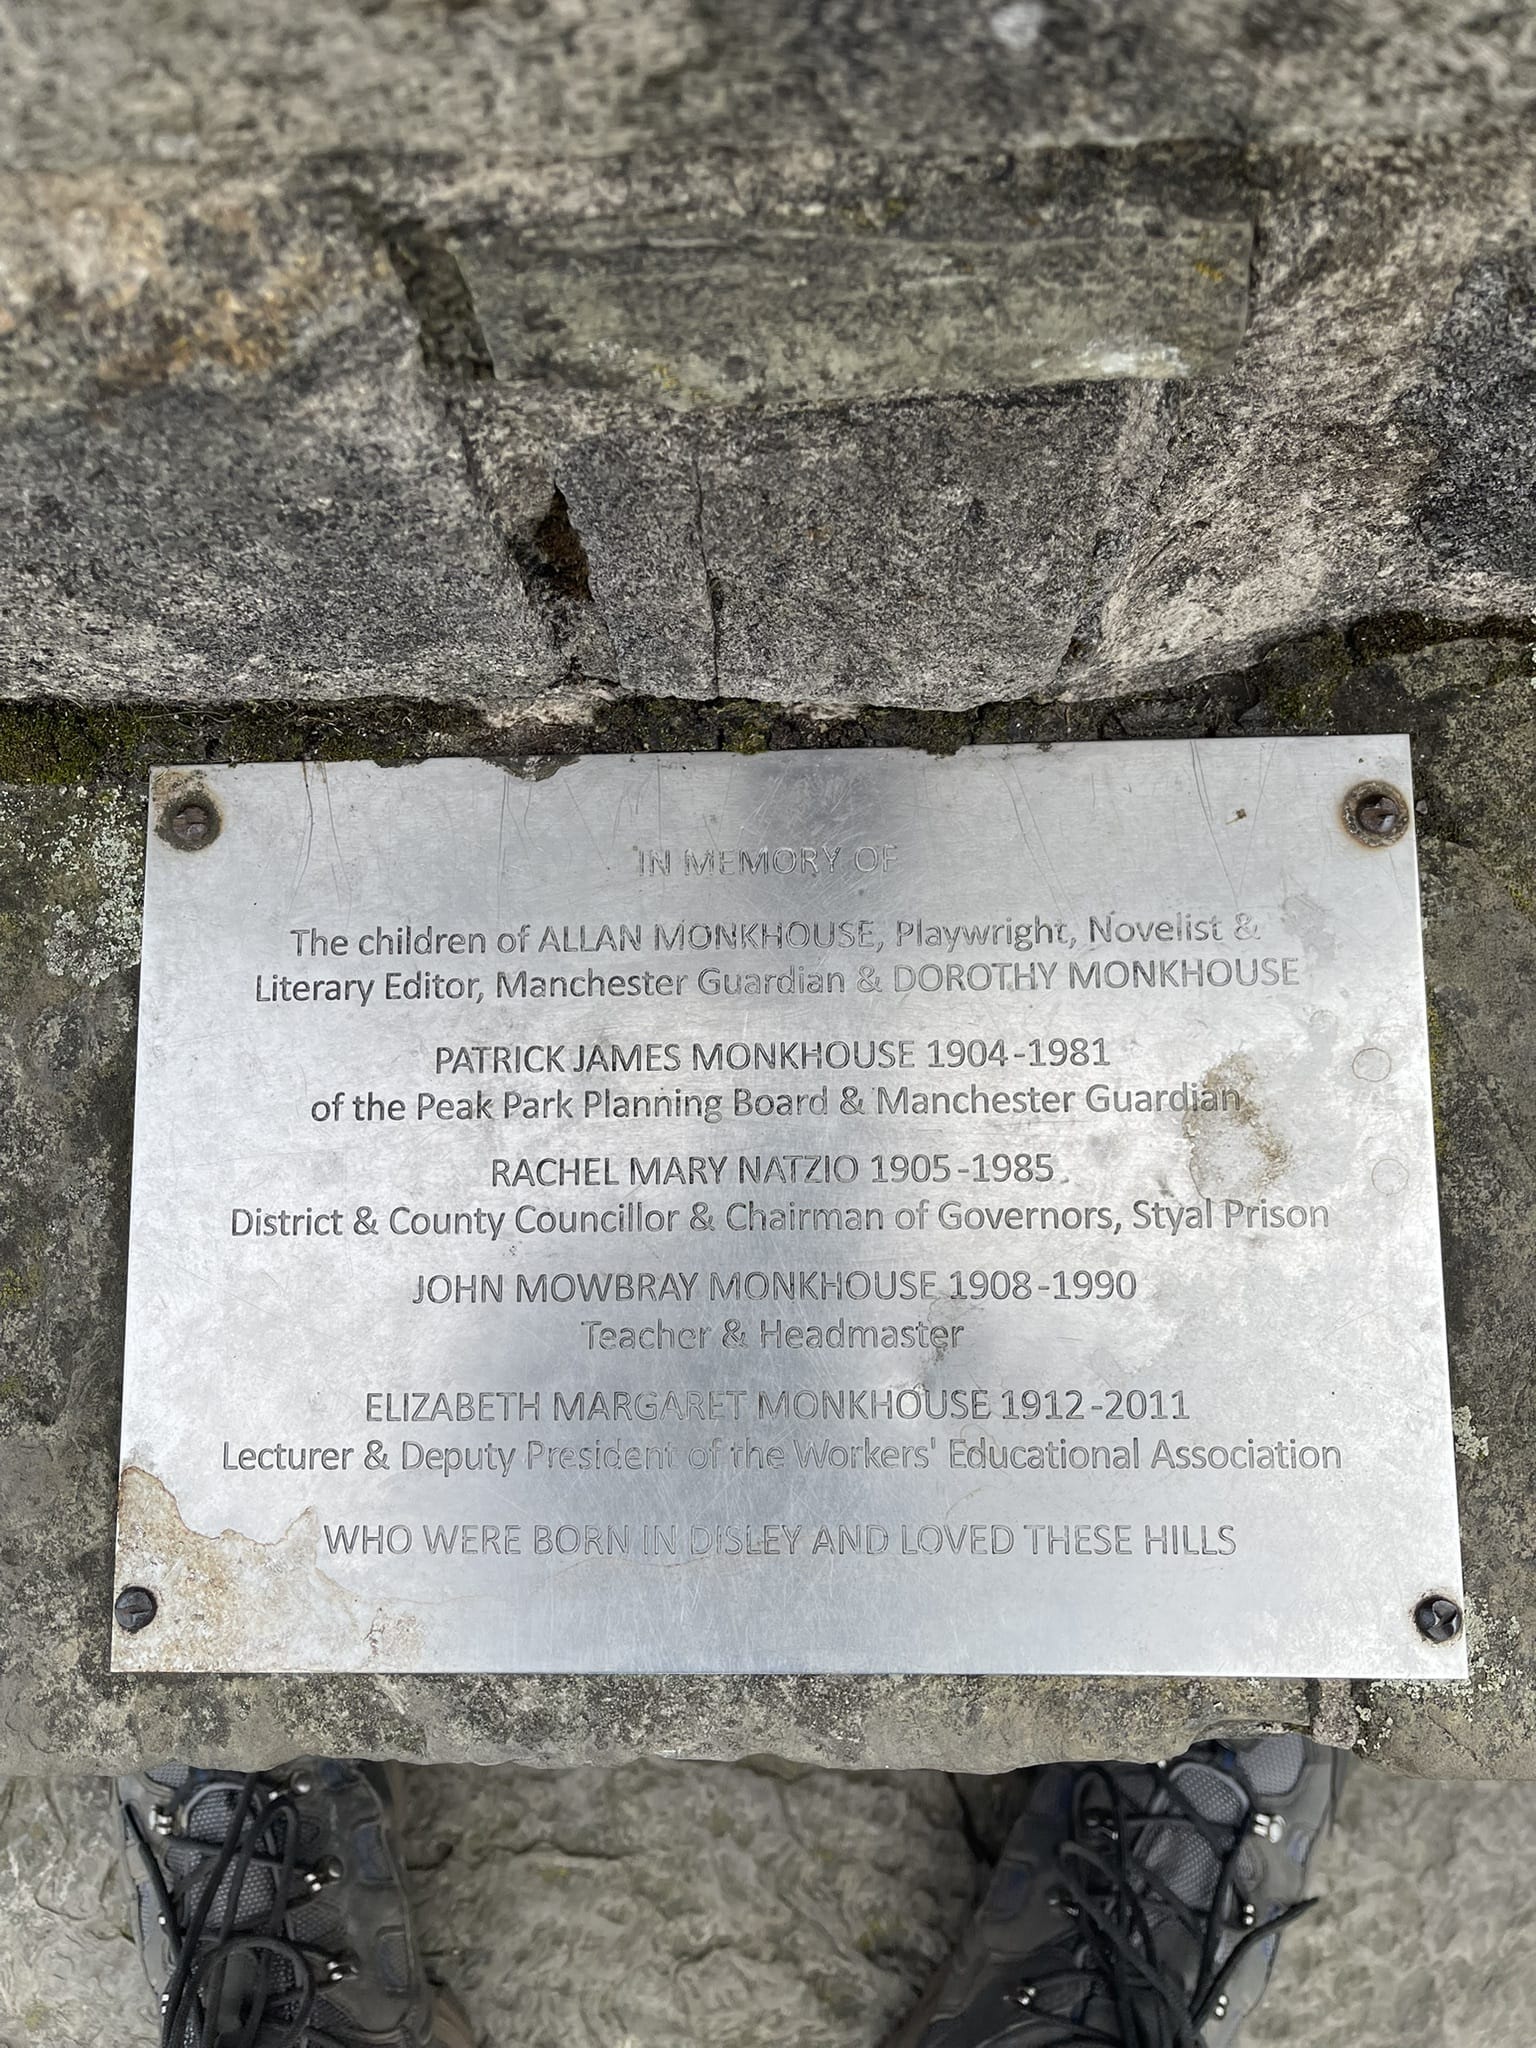 IN MEMORY OF
The children of ALLAN MONKHOUSE, Playwright, Novelist &
Literary Editor, Manchester Guardian & DOROTHY MONKHOUSE
PATRICK JAMES MONKHOUSE 1904-1981
of the Peak Park Planning Board & Manchester Guardian
RACHEL MARY NATZIO 1905-1985
District & County Councillor & Chairman of Governors, Styal Prison
JOHN MOWBRAY MONKHOUSE 1908-1990
Teacher & Headmaster
ELIZABETH MARGARET MONKHOUSE 1912-2011
Lecturer & Deputy President of the Workers' Educational Association
WHO WERE BORN IN DISLEY AND LOVED THESE HILLS